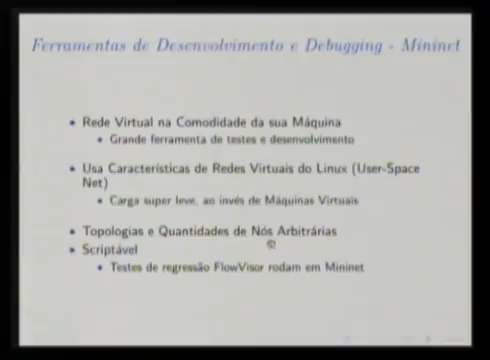 Ferramentas de Desenvolvimento e Debugging - Mininet
Rede Virtual na Comodidade da sua Máquina
Grande ferramenta de testes e desenvolvimento
Usa Características de Redes Virtuais do Linux (User-Space
Net)
Carga super leve, ao invés de Máquinas Virtuais
Topologias e Quantidades de Nós Arbitrárias
Scriptável
Testes de regressão FlowVisor rodam em Mininet